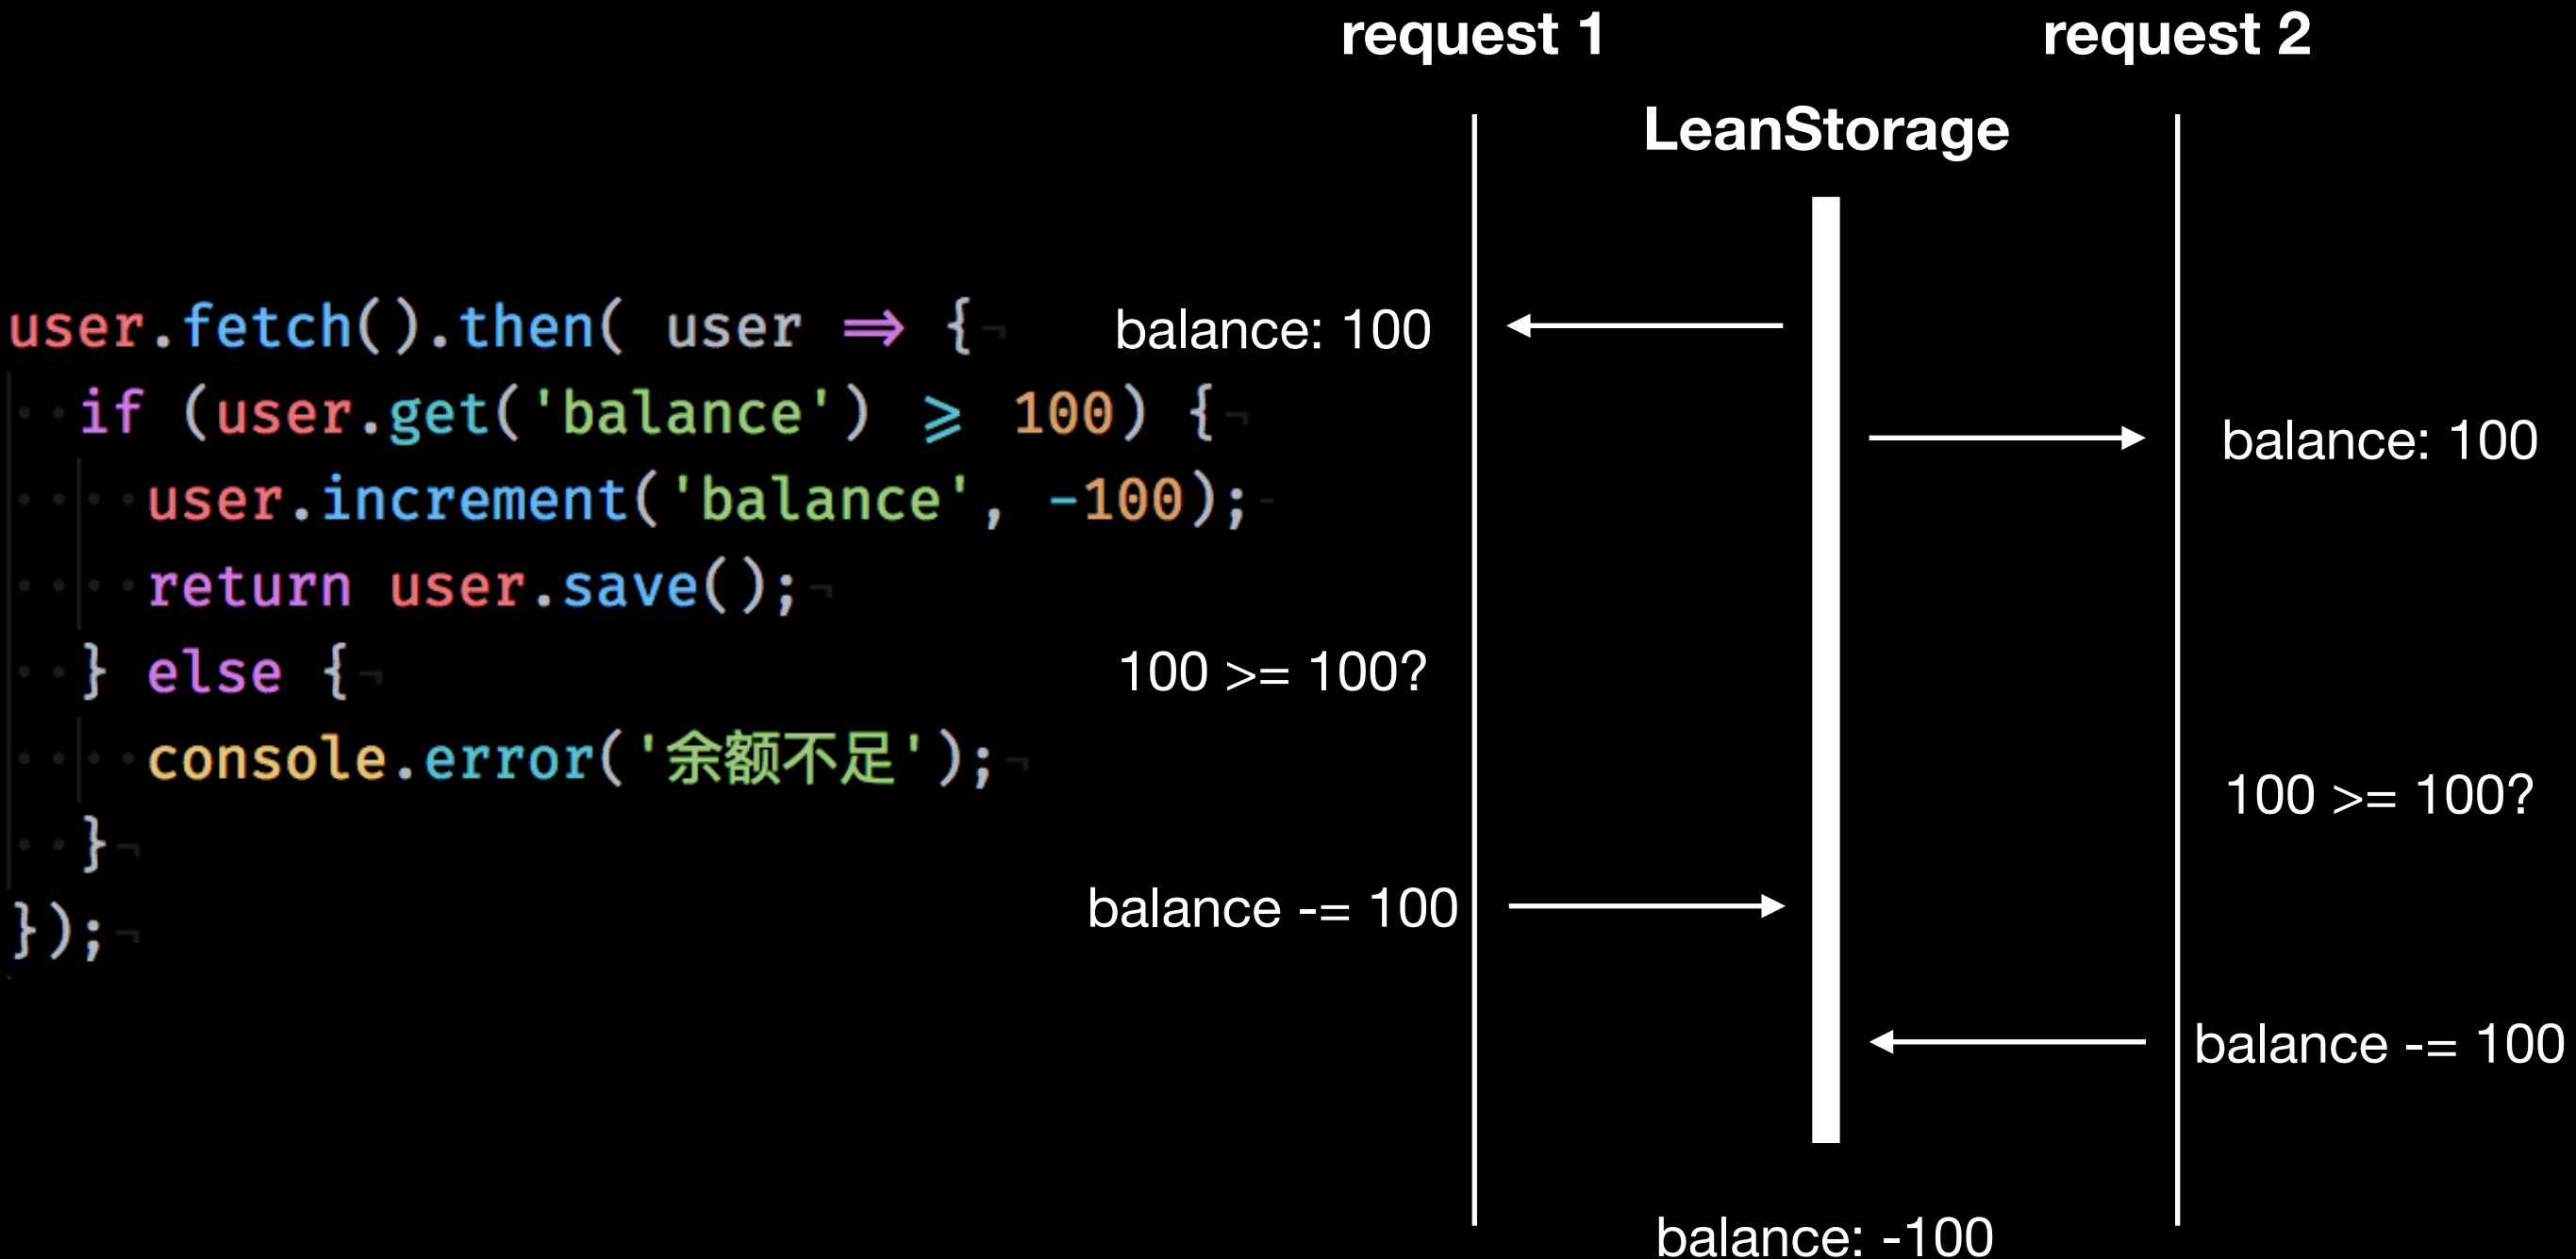 request 1
request 2
LeanStorage
user.fetch().then( user => {
if (user.get('balance') >= 100) {
user.increment('balance', -100);
return user.save();
} else {
console.error('余额不足');
}
});
balance: 100
balance: 100
100 >= 100?
100 >= 100?
balance -= 100
balance -= 100
balance: -100